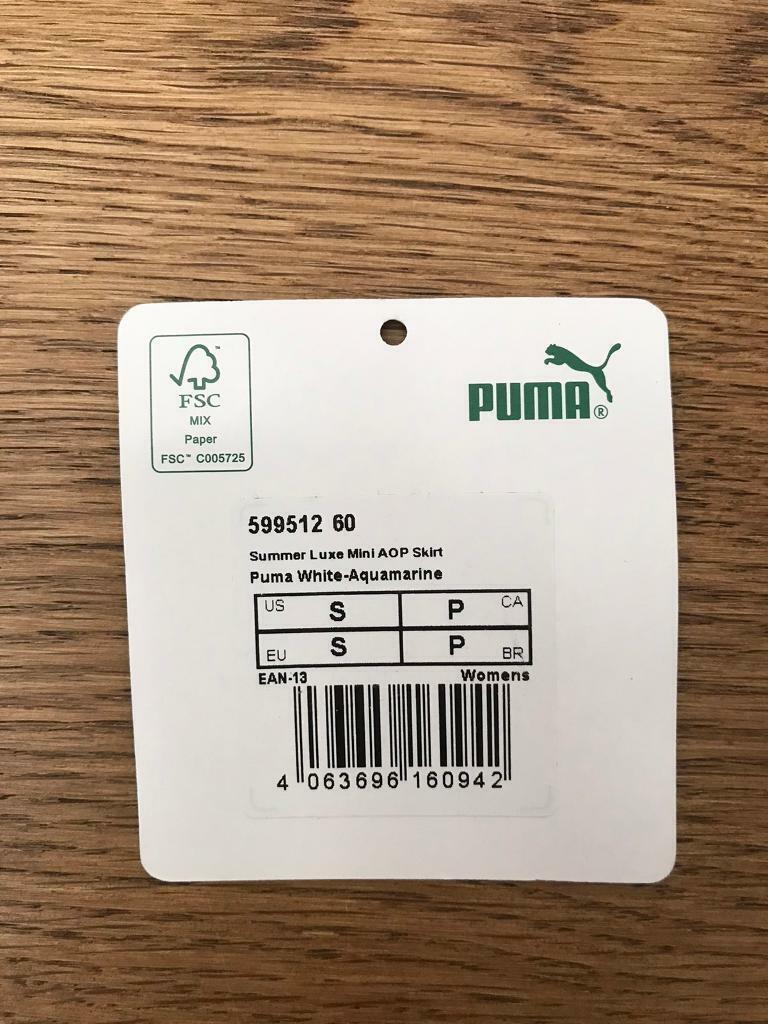 FSC™
MIX
Paper
FSC™ C005725
PUMA®
599512 60
Summer Luxe Mini AOP Skirt
Puma White-Aquamarine
US S P CA
EU S P BR
EAN-13 Womens
4 063696 160942